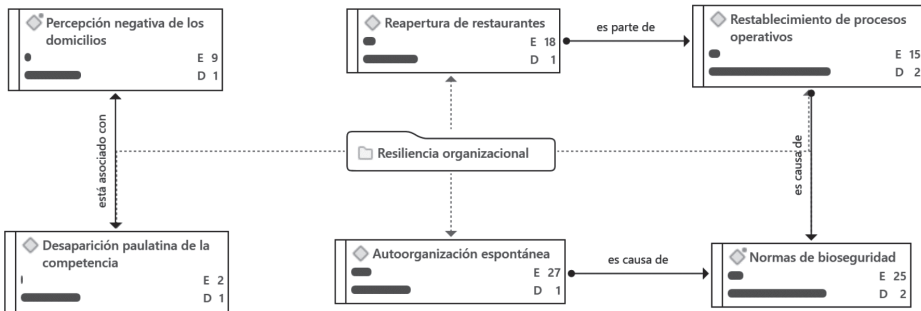 Percepción negativa de los
domicilios
E 9
D 1
Reapertura de restaurantes
E 18
D 1
es parte de
Restablecimiento de procesos
operativos
E 15
D 2
está asociado con
Resiliencia organizacional
es causa de
Desaparición paulatina de la
competencia
E 2
D 1
Autoorganización espontánea
E 27
D 1
es causa de
Normas de bioseguridad
E 25
D 2